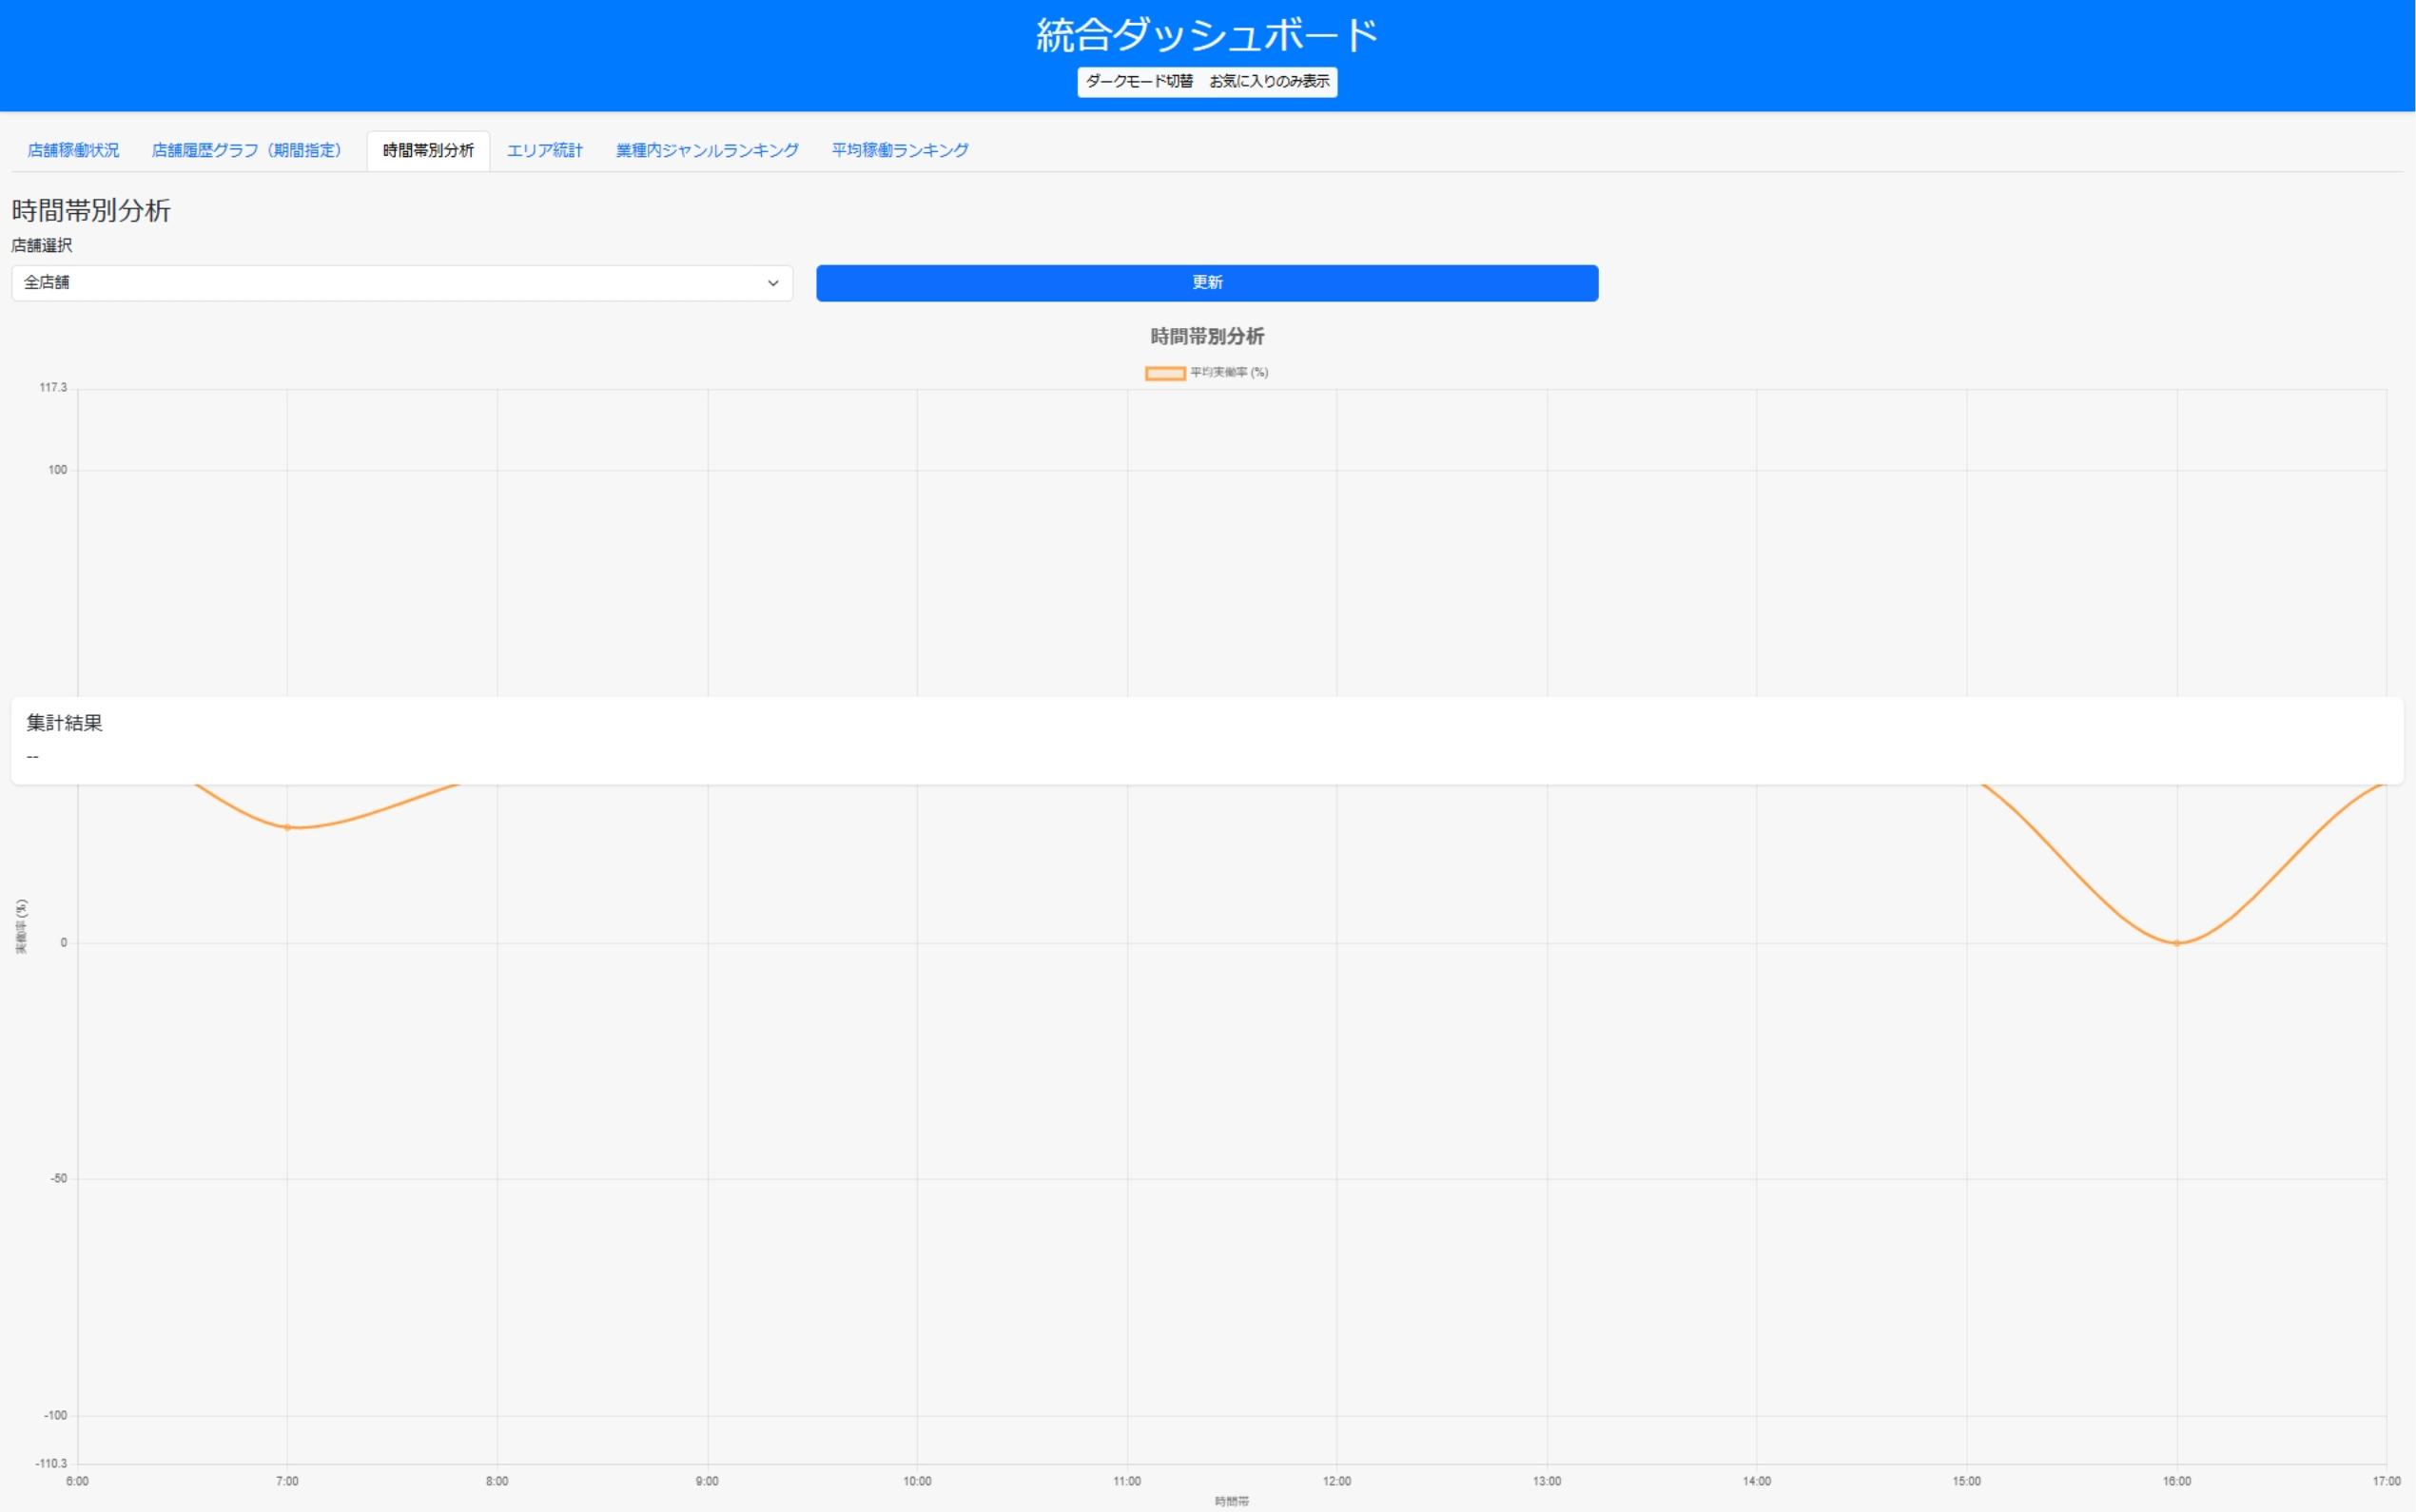 統合ダッシュボード
ダークモード切替 お気に入りのみ表示
店舗稼働状況 店舗履歴グラフ（期間指定） 時間帯別分析 エリア統計 業種内ジャンルランキング 平均稼働ランキング
時間帯別分析
店舗選択
全店舗
更新
時間帯別分析
平均実働率 (%)
117.3
100
集計結果
--
実働率 (%)
0
-50
-100
-110.3
6:00 7:00 8:00 9:00 10:00 11:00 12:00 13:00 14:00 15:00 16:00 17:00
時間帯